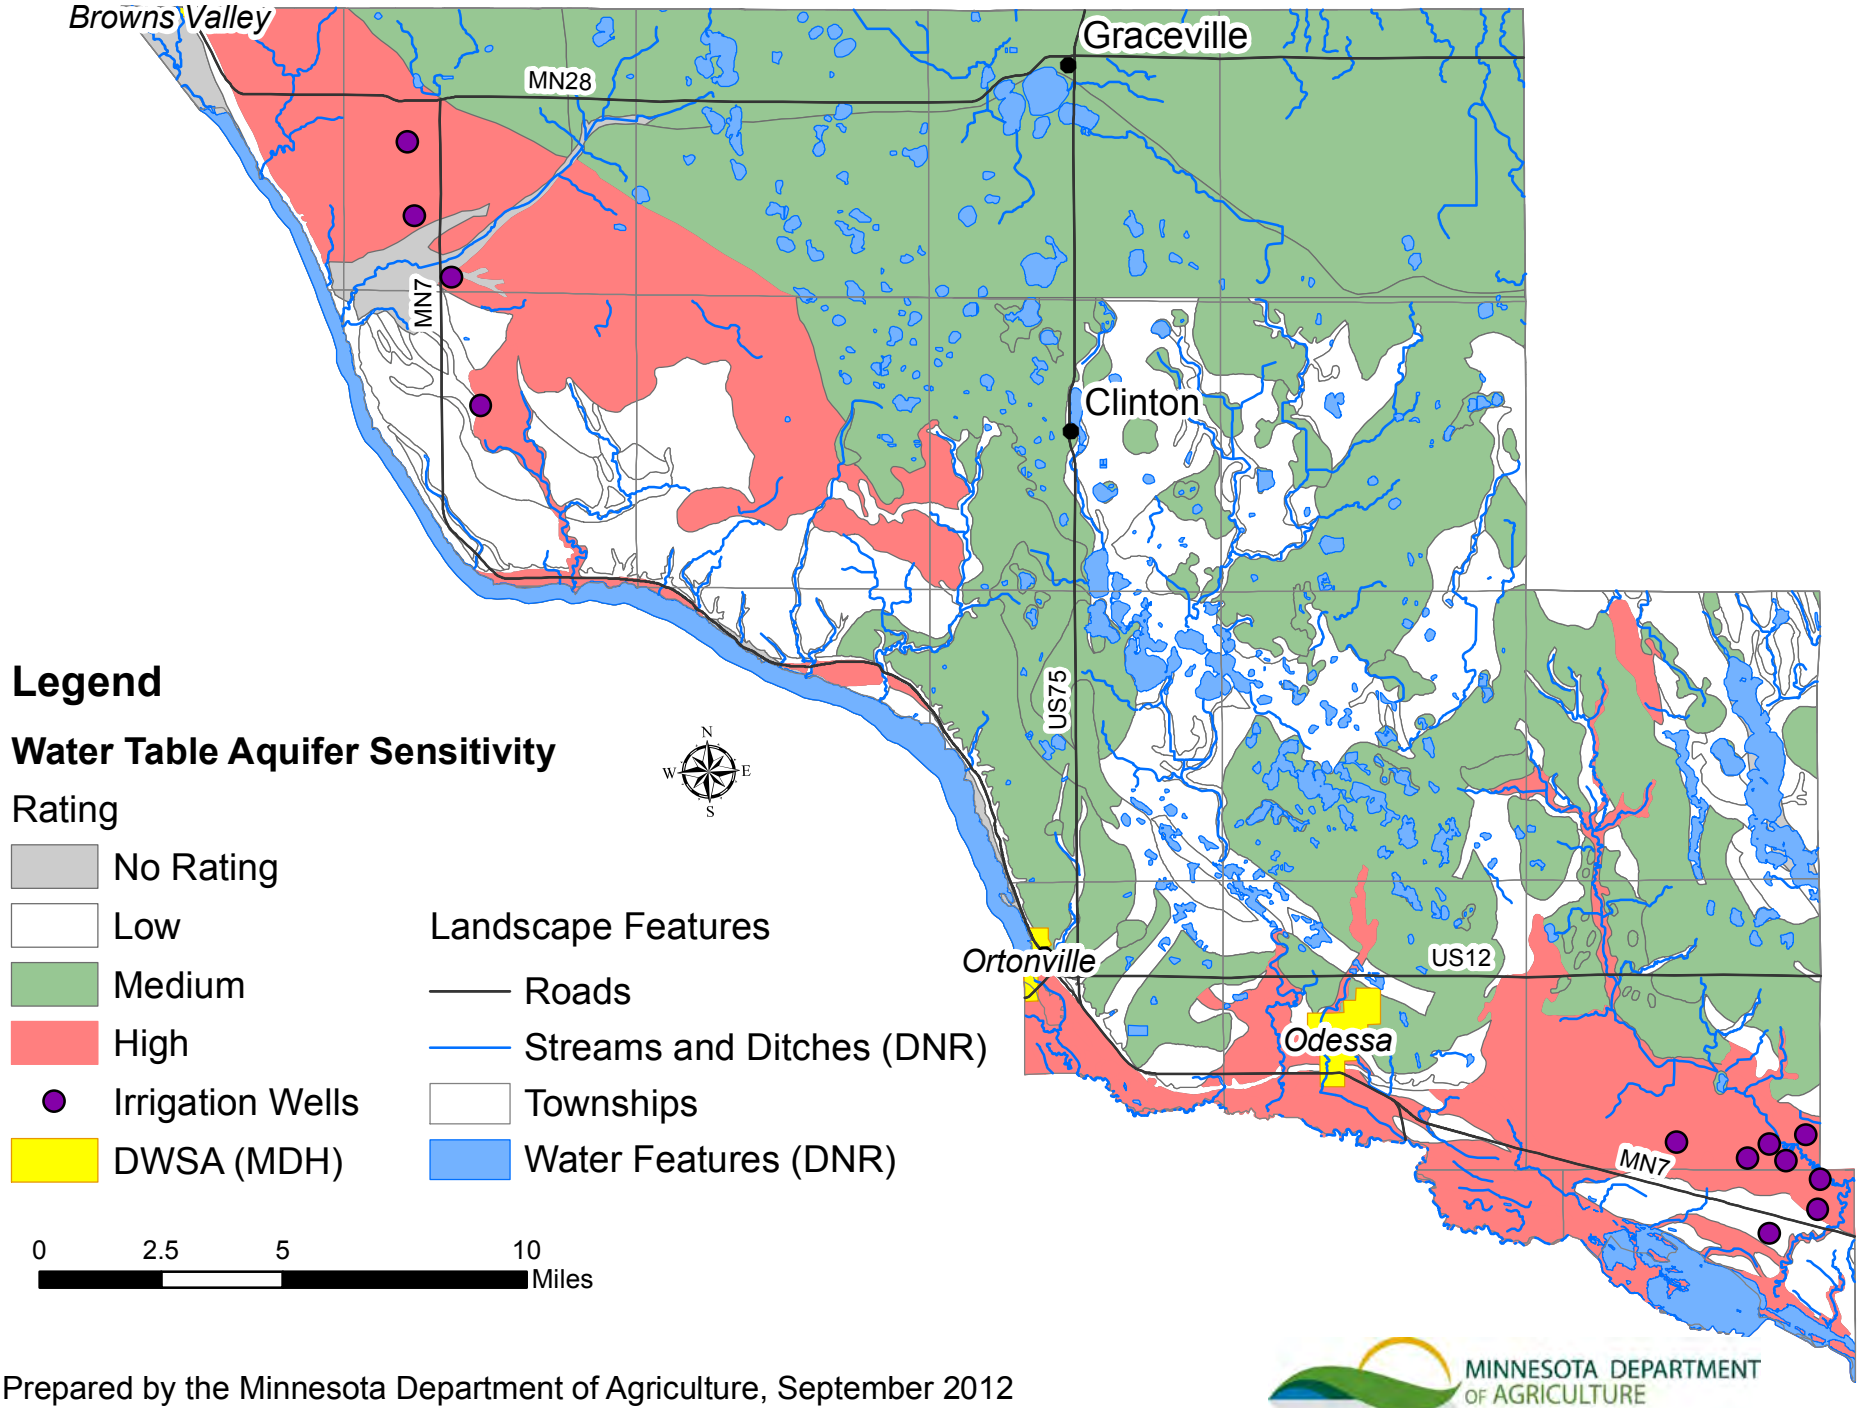 Browns Valley
Graceville
MN28
MN7
Clinton
US75
Legend
Water Table Aquifer Sensitivity
Rating
No Rating
Low
Medium
High
Irrigation Wells
DWSA (MDH)
Landscape Features
Roads
Streams and Ditches (DNR)
Townships
Water Features (DNR)
N
W E
S
Ortonville
US12
Odessa
MN7
0 2.5 5 10
Miles
Prepared by the Minnesota Department of Agriculture, September 2012
MINNESOTA DEPARTMENT
OF AGRICULTURE